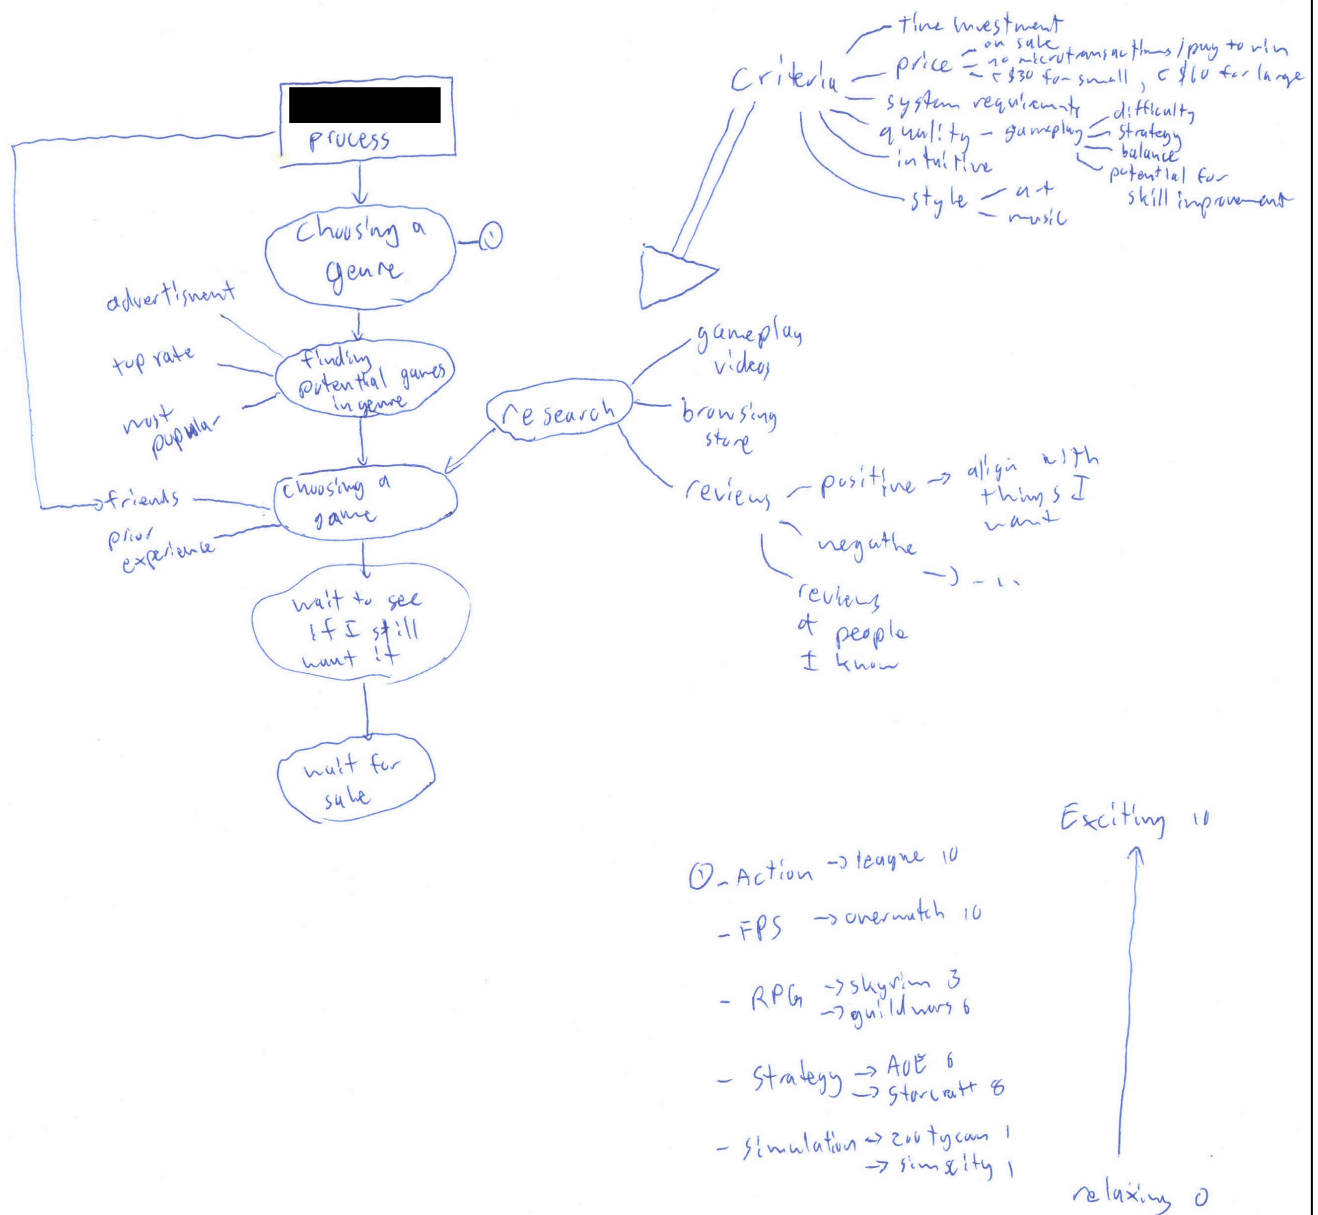 process
Choosing a
genre
①
advertisment
top rate
most
popular
finding
potential games
in genre
research
gameplay
videos
browsing
store
reviews
positive → align with
things I
want
negative
→ ...
reviews
of people
I know
choosing a
game
friends
prior
experience
wait to see
if I still
want it
wait for
sale
Criteria
time investment
price
on sale
no microtransactions/pay to win
< $30 for small, < $60 for large
system requirements
quality - gameplay
difficulty
strategy
balance
potential for
skill improvement
intuitive
style
art
music
① - Action → league 10
- FPS → overwatch 10
- RPG → skyrim 3
→ guildwars 6
- Strategy → AOE 6
→ Starcraft 8
- Simulation → zootycan 1
→ simcity 1
Exciting 10
relaxing 0